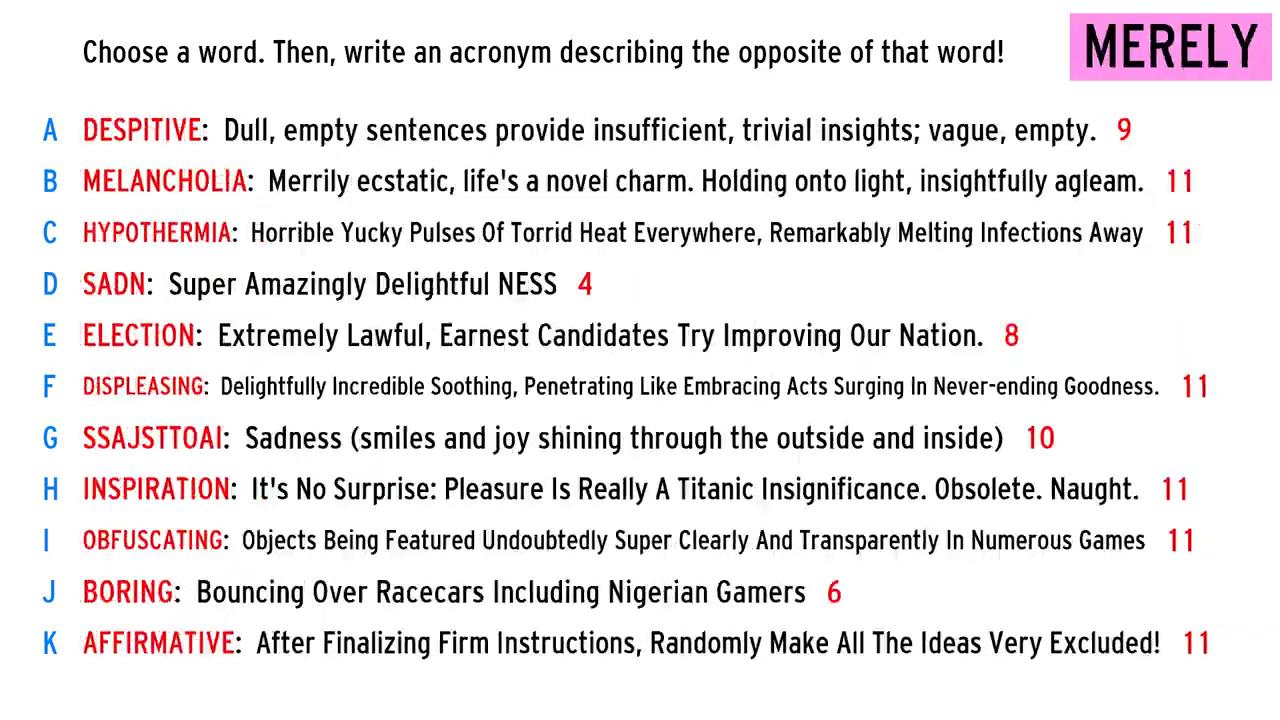 Choose a word. Then, write an acronym describing the opposite of that word!
MERELY
A DESPITIVE: Dull, empty sentences provide insufficient, trivial insights; vague, empty. 9
B MELANCHOLIA: Merrily ecstatic, life's a novel charm. Holding onto light, insightfully agleam. 11
C HYPOTHERMIA: Horrible Yucky Pulses Of Torrid Heat Everywhere, Remarkably Melting Infections Away 11
D SADN: Super Amazingly Delightful NESS 4
E ELECTION: Extremely Lawful, Earnest Candidates Try Improving Our Nation. 8
F DISPLEASING: Delightfully Incredible Soothing, Penetrating Like Embracing Acts Surging In Never-ending Goodness. 11
G SSAJSTTOAI: Sadness (smiles and joy shining through the outside and inside) 10
H INSPIRATION: It's No Surprise: Pleasure Is Really A Titanic Insignificance. Obsolete. Naught. 11
I OBFUSCATING: Objects Being Featured Undoubtedly Super Clearly And Transparently In Numerous Games 11
J BORING: Bouncing Over Racecars Including Nigerian Gamers 6
K AFFIRMATIVE: After Finalizing Firm Instructions, Randomly Make All The Ideas Very Excluded! 11